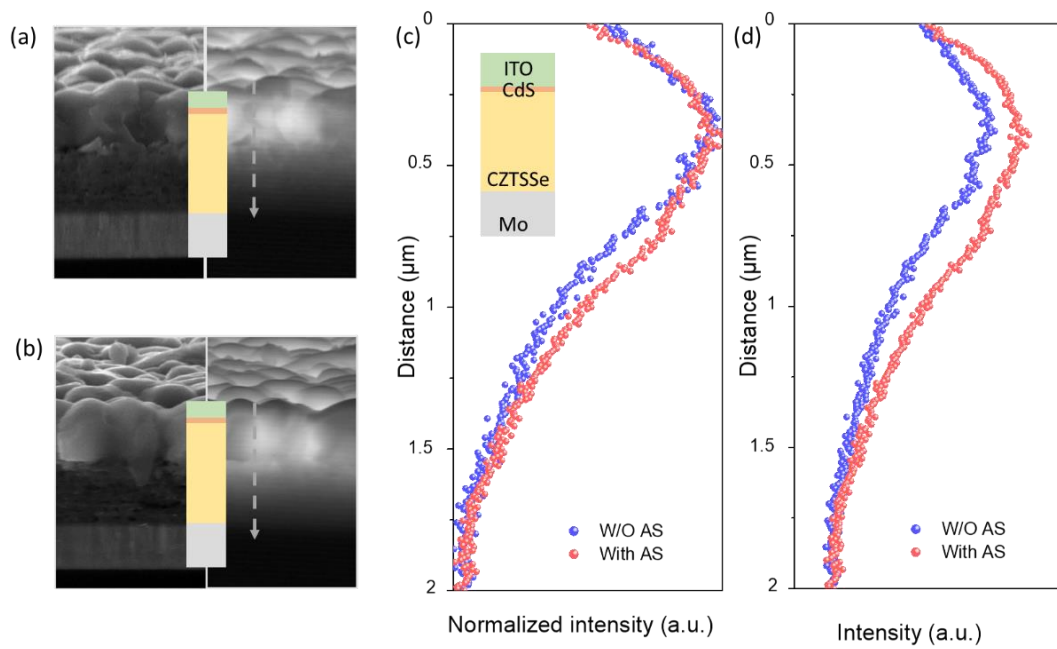 (a)
(b)
(c)
0
0.5
1
1.5
2
Distance (μm)
ITO
CdS
CZTSSe
Mo
W/O AS
With AS
Normalized intensity (a.u.)
(d)
0
0.5
1
1.5
2
Distance (μm)
W/O AS
With AS
Intensity (a.u.)